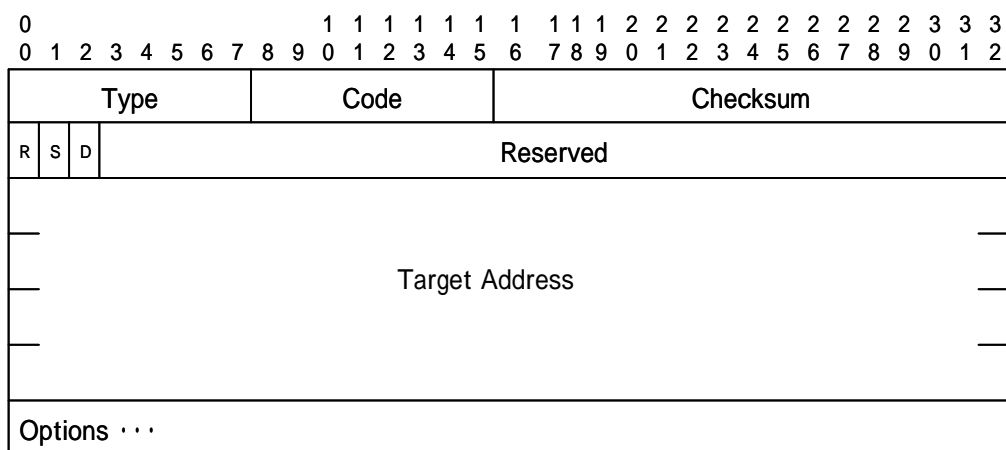 0 1 1 1 1 1 1 1 1 1 1 2 2 2 2 2 2 2 2 2 2 3 3 3
0 1 2 3 4 5 6 7 8 9 0 1 2 3 4 5 6 7 8 9 0 1 2 3 4 5 6 7 8 9 0 1 2
Type Code Checksum
R S D Reserved
Target Address
Options ···